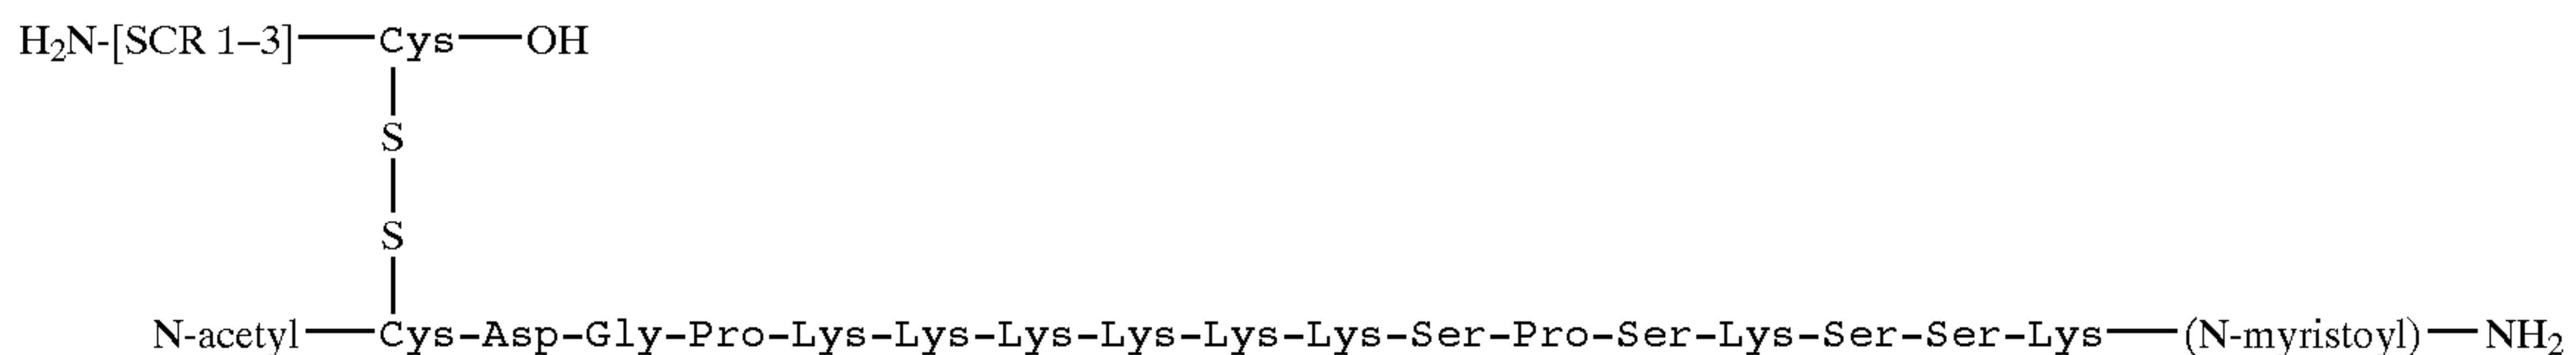 H₂N-[SCR 1–3]—Cys—OH
S
S
N-acetyl—Cys–Asp–Gly–Pro–Lys–Lys–Lys–Lys–Lys–Lys–Ser–Pro–Ser–Lys–Ser–Ser–Lys—(N-myristoyl)—NH₂